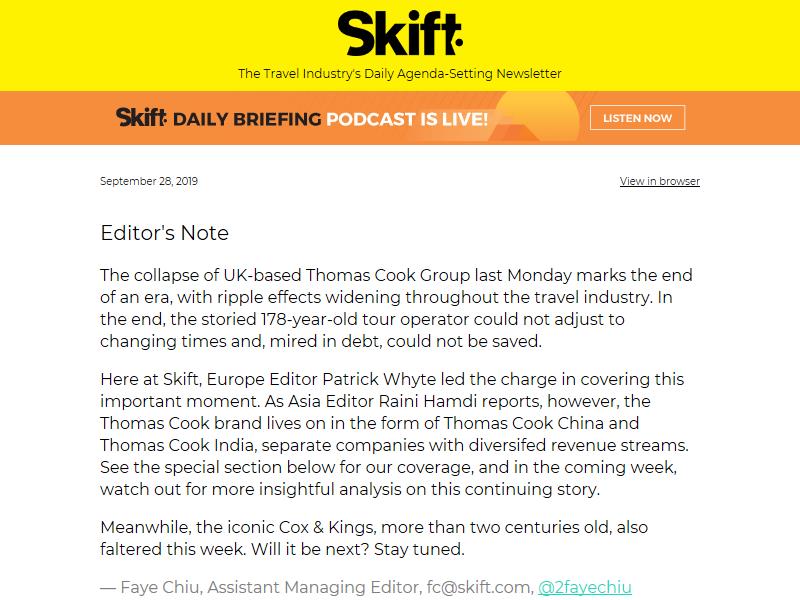 Skift
The Travel Industry's Daily Agenda-Setting Newsletter
Skift DAILY BRIEFING PODCAST IS LIVE!
LISTEN NOW
September 28, 2019
View in browser
Editor's Note
The collapse of UK-based Thomas Cook Group last Monday marks the end
of an era, with ripple effects widening throughout the travel industry. In
the end, the storied 178-year-old tour operator could not adjust to
changing times and, mired in debt, could not be saved.
Here at Skift, Europe Editor Patrick Whyte led the charge in covering this
important moment. As Asia Editor Raini Hamdi reports, however, the
Thomas Cook brand lives on in the form of Thomas Cook China and
Thomas Cook India, separate companies with diversifed revenue streams.
See the special section below for our coverage, and in the coming week,
watch out for more insightful analysis on this continuing story.
Meanwhile, the iconic Cox & Kings, more than two centuries old, also
faltered this week. Will it be next? Stay tuned.
— Faye Chiu, Assistant Managing Editor, fc@skift.com, @2fayechiu